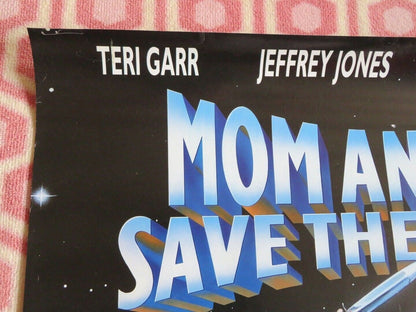 TERI GARR JEFFREY JONES
MOM AN
SAVE THE